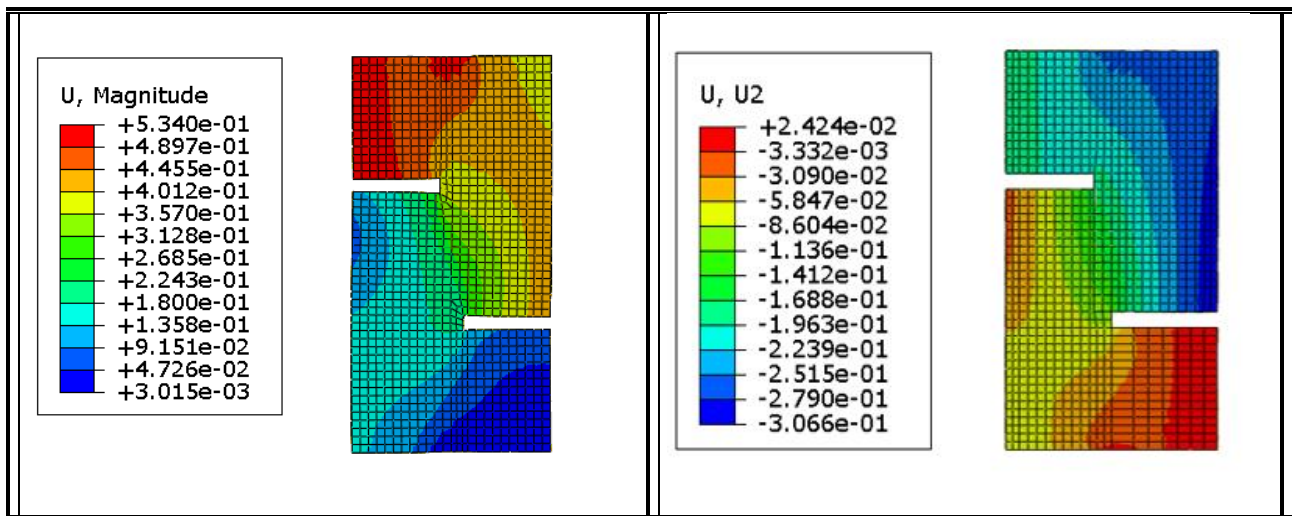 U, Magnitude
+5.340e-01
+4.897e-01
+4.455e-01
+4.012e-01
+3.570e-01
+3.128e-01
+2.685e-01
+2.243e-01
+1.800e-01
+1.358e-01
+9.151e-02
+4.726e-02
+3.015e-03
U, U2
+2.424e-02
-3.332e-03
-3.090e-02
-5.847e-02
-8.604e-02
-1.136e-01
-1.412e-01
-1.688e-01
-1.963e-01
-2.239e-01
-2.515e-01
-2.790e-01
-3.066e-01